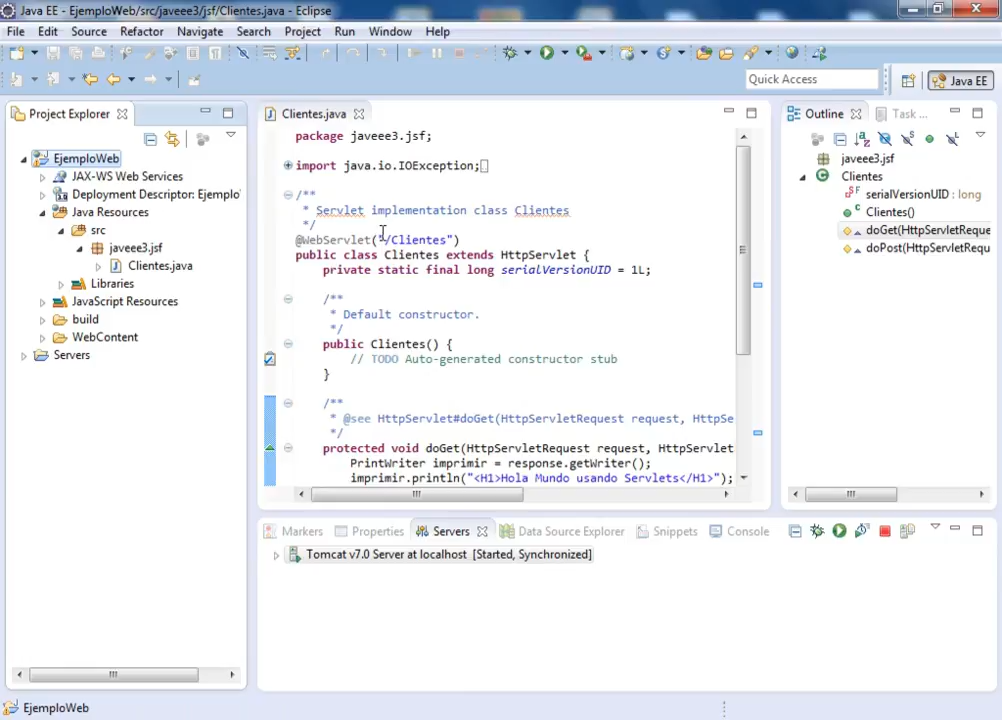 Java EE - EjemploWeb/src/javeee3/jsf/Clientes.java - Eclipse
File Edit Source Refactor Navigate Search Project Run Window Help
Quick Access
Java EE
Project Explorer
EjemploWeb
JAX-WS Web Services
Deployment Descriptor: Ejemplo
Java Resources
src
javeee3.jsf
Clientes.java
Libraries
JavaScript Resources
build
WebContent
Servers
Clientes.java
package javeee3.jsf;
import java.io.IOException;
/**
* Servlet implementation class Clientes
*/
@WebServlet("/Clientes")
public class Clientes extends HttpServlet {
private static final long serialVersionUID = 1L;
/**
* Default constructor.
*/
public Clientes() {
// TODO Auto-generated constructor stub
}
/**
* @see HttpServlet#doGet(HttpServletRequest request, HttpSe
*/
protected void doGet(HttpServletRequest request, HttpServlet
PrintWriter imprimir = response.getWriter();
imprimir.println("<H1>Hola Mundo usando Servlets</H1>");
Outline Task ...
javeee3.jsf
Clientes
serialVersionUID : long
Clientes()
doGet(HttpServletReque
doPost(HttpServletRequ
Markers Properties Servers Data Source Explorer Snippets Console
Tomcat v7.0 Server at localhost [Started, Synchronized]
EjemploWeb